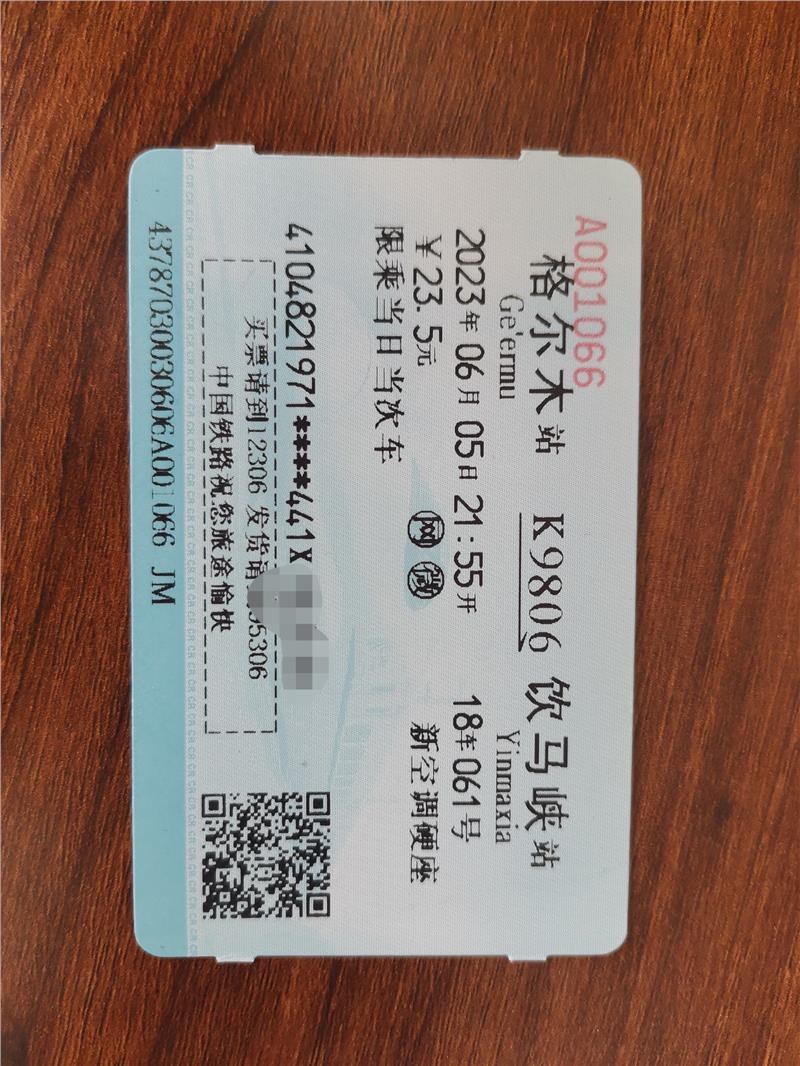 A001066
格尔木站 K9806 饮马峡站
Ge'ermu Yinmaxia
2023年06月05日21:55开 18车061号
￥23.5元 网 微 新空调硬座
限乘当日当次车
4104821971****441X
买票请到12306 发货请 95306
中国铁路祝您旅途愉快
43787030030606A001066 JM